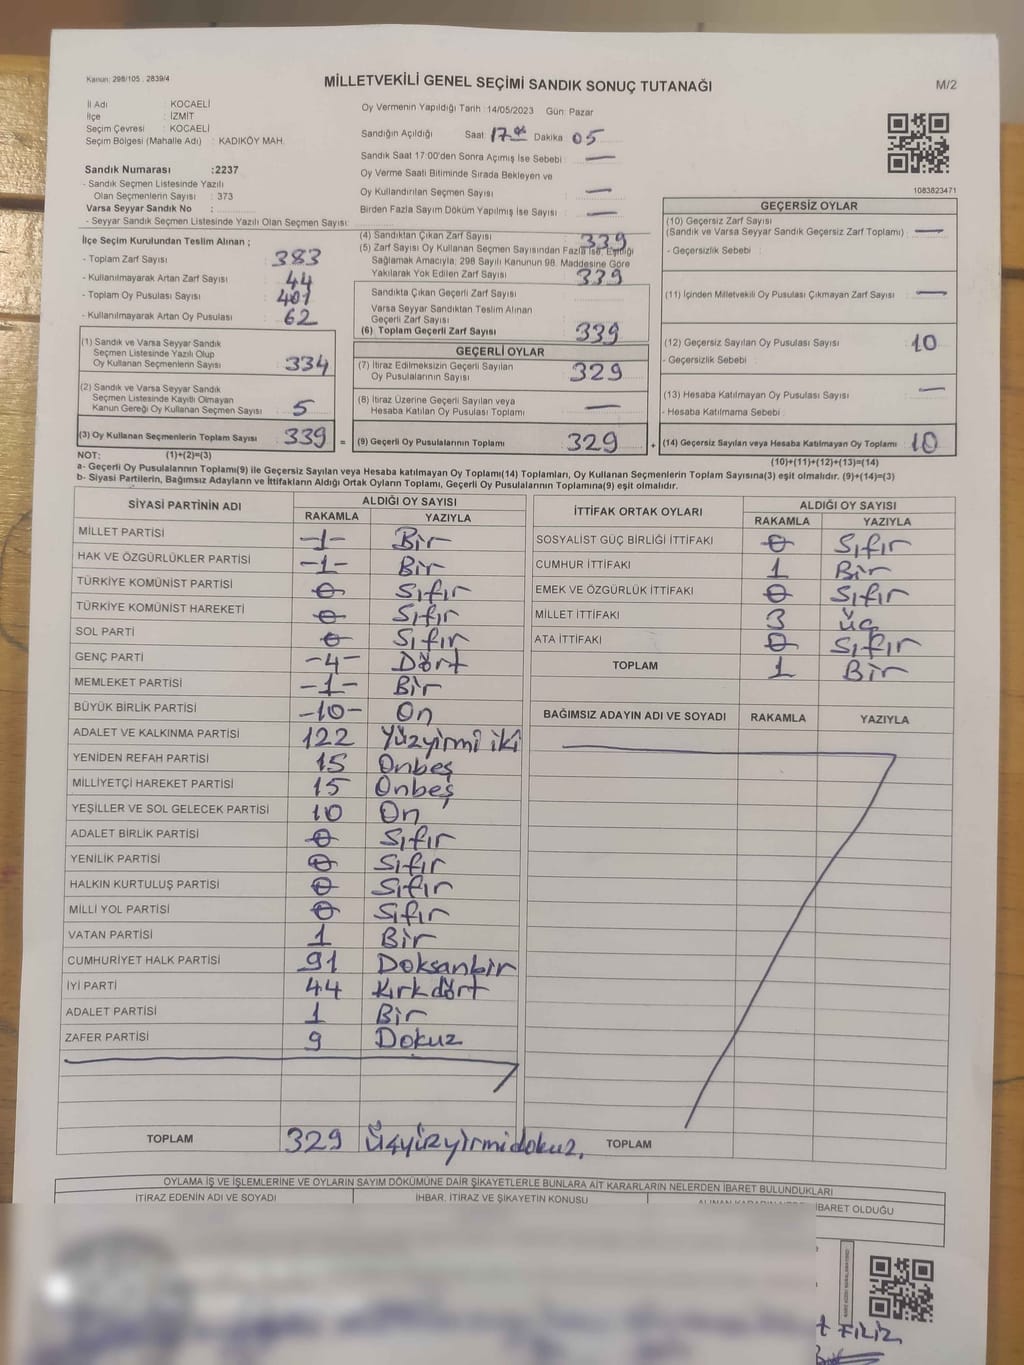 Kanun: 298/105 , 2839/4
MİLLETVEKİLİ GENEL SEÇİMİ SANDIK SONUÇ TUTANAĞI
M/2
İl Adı : KOCAELİ
İlçe : İZMİT
Seçim Çevresi : KOCAELİ
Seçim Bölgesi (Mahalle Adı) : KADIKÖY MAH.
Sandık Numarası :2237
- Sandık Seçmen Listesinde Yazılı
Olan Seçmenlerin Sayısı : 373
Varsa Seyyar Sandık No :
- Seyyar Sandık Seçmen Listesinde Yazılı Olan Seçmen Sayısı:
Oy Vermenin Yapıldığı Tarih :14/05/2023 Gün: Pazar
Sandığın Açıldığı Saat: 17 Dakika 05
Sandık Saat 17:00'den Sonra Açımış İse Sebebi : —
Oy Verme Saati Bitiminde Sırada Bekleyen ve
Oy Kullandırılan Seçmen Sayısı : —
Birden Fazla Sayım Döküm Yapılmış İse Sayısı : —
1083823471
İlçe Seçim Kurulundan Teslim Alınan ;
- Toplam Zarf Sayısı : 383
- Kullanılmayarak Artan Zarf Sayısı : 44
- Toplam Oy Pusulası Sayısı : 401
- Kullanılmayarak Artan Oy Pusulası : 62
(1) Sandık ve Varsa Seyyar Sandık
Seçmen Listesinde Yazılı Olup
Oy Kullanan Seçmenlerin Sayısı : 334
(2) Sandık ve Varsa Seyyar Sandık
Seçmen Listesinde Kayıtlı Olmayan
Kanun Gereği Oy Kullanan Seçmen Sayısı : 5
(3) Oy Kullanan Seçmenlerin Toplam Sayısı : 339 =
(4) Sandıktan Çıkan Zarf Sayısı : 339
(5) Zarf Sayısı Oy Kullanan Seçmen Sayısından Fazla İse, Eşitliği
Sağlamak Amacıyla; 298 Sayılı Kanunun 98. Maddesine Göre
Yakılarak Yok Edilen Zarf Sayısı : 339
Sandıkta Çıkan Geçerli Zarf Sayısı :
Varsa Seyyar Sandıktan Teslim Alınan
Geçerli Zarf Sayısı :
(6) Toplam Geçerli Zarf Sayısı : 339
GEÇERLİ OYLAR
(7) İtiraz Edilmeksizin Geçerli Sayılan
Oy Pusulalarının Sayısı : 329
(8) İtiraz Üzerine Geçerli Sayılan veya
Hesaba Katılan Oy Pusulası Toplamı : —
(9) Geçerli Oy Pusulalarının Toplamı : 329 +
GEÇERSİZ OYLAR
(10) Geçersiz Zarf Sayısı
(Sandık ve Varsa Seyyar Sandık Geçersiz Zarf Toplamı) : —
- Geçersizlik Sebebi :
(11) İçinden Milletvekili Oy Pusulası Çıkmayan Zarf Sayısı : —
(12) Geçersiz Sayılan Oy Pusulası Sayısı : 10
- Geçersizlik Sebebi :
(13) Hesaba Katılmayan Oy Pusulası Sayısı : —
- Hesaba Katılmama Sebebi :
(14) Geçersiz Sayılan veya Hesaba Katılmayan Oy Toplamı : 10
NOT: (1)+(2)=(3) (10)+(11)+(12)+(13)=(14)
a- Geçerli Oy Pusulalarının Toplamı(9) ile Geçersiz Sayılan veya Hesaba katılmayan Oy Toplamı(14) Toplamları, Oy Kullanan Seçmenlerin Toplam Sayısına(3) eşit olmalıdır. (9)+(14)=(3)
b- Siyasi Partilerin, Bağımsız Adayların ve İttifakların Aldığı Ortak Oyların Toplamı, Geçerli Oy Pusulalarının Toplamına(9) eşit olmalıdır.
SİYASİ PARTİNİN ADI ALDIĞI OY SAYISI
RAKAMLA YAZIYLA
MİLLET PARTİSİ -1- Bir
HAK VE ÖZGÜRLÜKLER PARTİSİ -1- Bir
TÜRKİYE KOMÜNİST PARTİSİ 0 Sıfır
TÜRKİYE KOMÜNİST HAREKETİ 0 Sıfır
SOL PARTİ 0 Sıfır
GENÇ PARTİ -4- Dört
MEMLEKET PARTİSİ -1- Bir
BÜYÜK BİRLİK PARTİSİ -10- On
ADALET VE KALKINMA PARTİSİ 122 Yüzyirmi iki
YENİDEN REFAH PARTİSİ 15 Onbeş
MİLLİYETÇİ HAREKET PARTİSİ 15 Onbeş
YEŞİLLER VE SOL GELECEK PARTİSİ 10 On
ADALET BİRLİK PARTİSİ 0 Sıfır
YENİLİK PARTİSİ 0 Sıfır
HALKIN KURTULUŞ PARTİSİ 0 Sıfır
MİLLİ YOL PARTİSİ 0 Sıfır
VATAN PARTİSİ 1 Bir
CUMHURİYET HALK PARTİSİ 91 Doksanbir
İYİ PARTİ 44 Kırkdört
ADALET PARTİSİ 1 Bir
ZAFER PARTİSİ 9 Dokuz
TOPLAM 329 Üçyüzyirmidokuz.
İTTİFAK ORTAK OYLARI ALDIĞI OY SAYISI
RAKAMLA YAZIYLA
SOSYALİST GÜÇ BİRLİĞİ İTTİFAKI 0 Sıfır
CUMHUR İTTİFAKI 1 Bir
EMEK VE ÖZGÜRLÜK İTTİFAKI 0 Sıfır
MİLLET İTTİFAKI 3 Üç
ATA İTTİFAKI 0 Sıfır
TOPLAM 1 Bir
BAĞIMSIZ ADAYIN ADI VE SOYADI RAKAMLA YAZIYLA
TOPLAM
OYLAMA İŞ VE İŞLEMLERİNE VE OYLARIN SAYIM DÖKÜMÜNE DAİR ŞİKAYETLERLE BUNLARA AİT KARARLARIN NELERDEN İBARET BULUNDUKLARI
İTİRAZ EDENİN ADI VE SOYADI İHBAR, İTİRAZ VE ŞİKAYETİN KONUSU İBARET OLDUĞU
FİLİZ